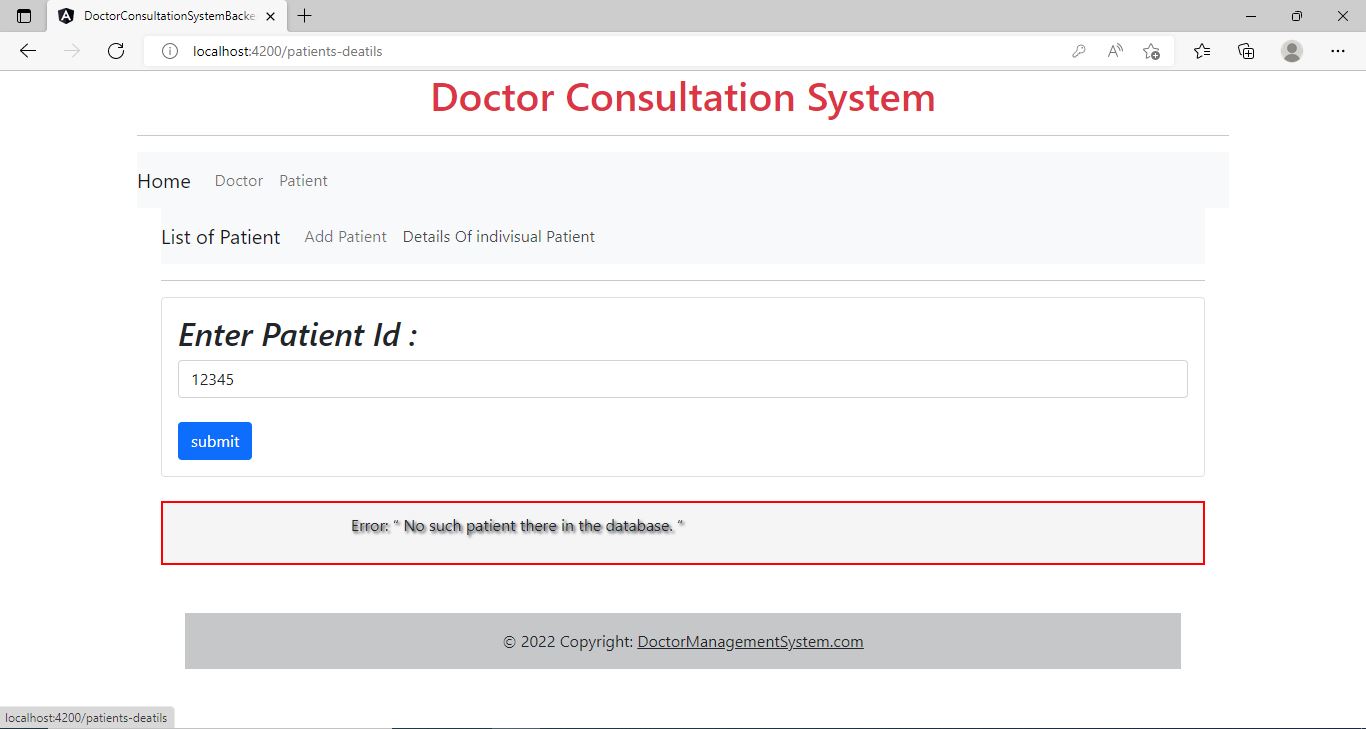 DoctorConsultationSystemBacke
localhost:4200/patients-deatils
Doctor Consultation System
Home Doctor Patient
List of Patient Add Patient Details Of indivisual Patient
Enter Patient Id :
12345
submit
Error: “ No such patient there in the database. “
© 2022 Copyright: DoctorManagementSystem.com
localhost:4200/patients-deatils